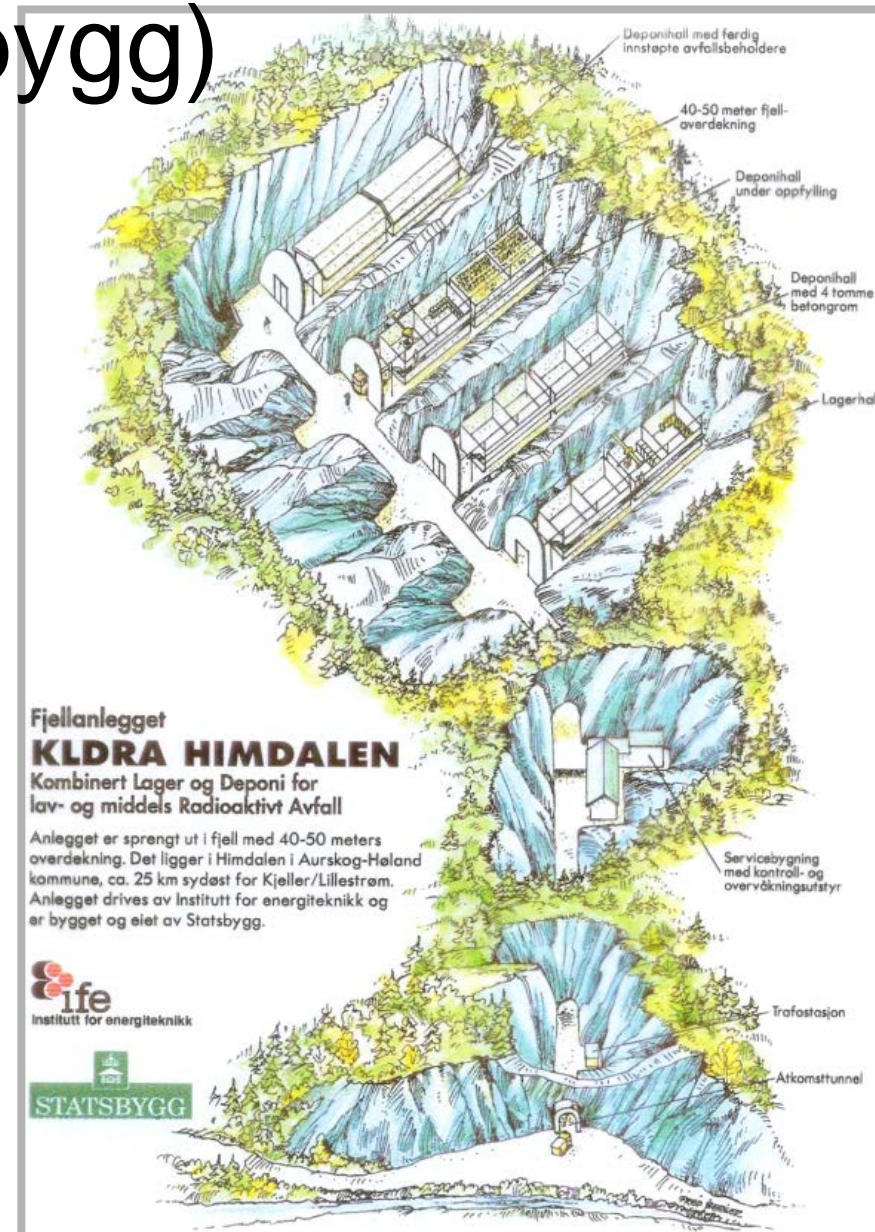 bygg)
Deponihall med ferdig
innstøpte avfallsbeholdere
40-50 meter fjell-
overdekning
Deponihall
under oppfylling
Deponihall
med 4 tomme
betongrom
Lagerhal
Fjellanlegget
KLDRA HIMDALEN
Kombinert Lager og Deponi for
lav- og middels Radioaktivt Avfall
Anlegget er sprengt ut i fjell med 40-50 meters
overdekning. Det ligger i Himdalen i Aurskog-Høland
kommune, ca. 25 km sydøst for Kjeller/Lillestrøm.
Anlegget drives av Institutt for energiteknikk og
er bygget og eiet av Statsbygg.
Servicebygning
med kontroll- og
overvåkningsutstyr
ife
Institutt for energiteknikk
Trafostasjon
STATSBYGG
Atkomsttunnel